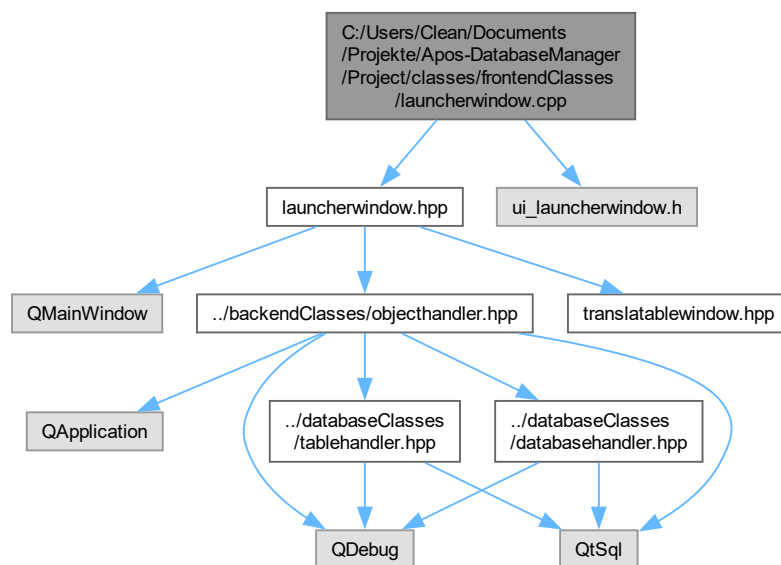 C:/Users/Clean/Documents
/Projekte/Apos-DatabaseManager
/Project/classes/frontendClasses
/launcherwindow.cpp
launcherwindow.hpp
ui_launcherwindow.h
QMainWindow
../backendClasses/objecthandler.hpp
translatablewindow.hpp
QApplication
../databaseClasses
/tablehandler.hpp
../databaseClasses
/databasehandler.hpp
QDebug
QtSql